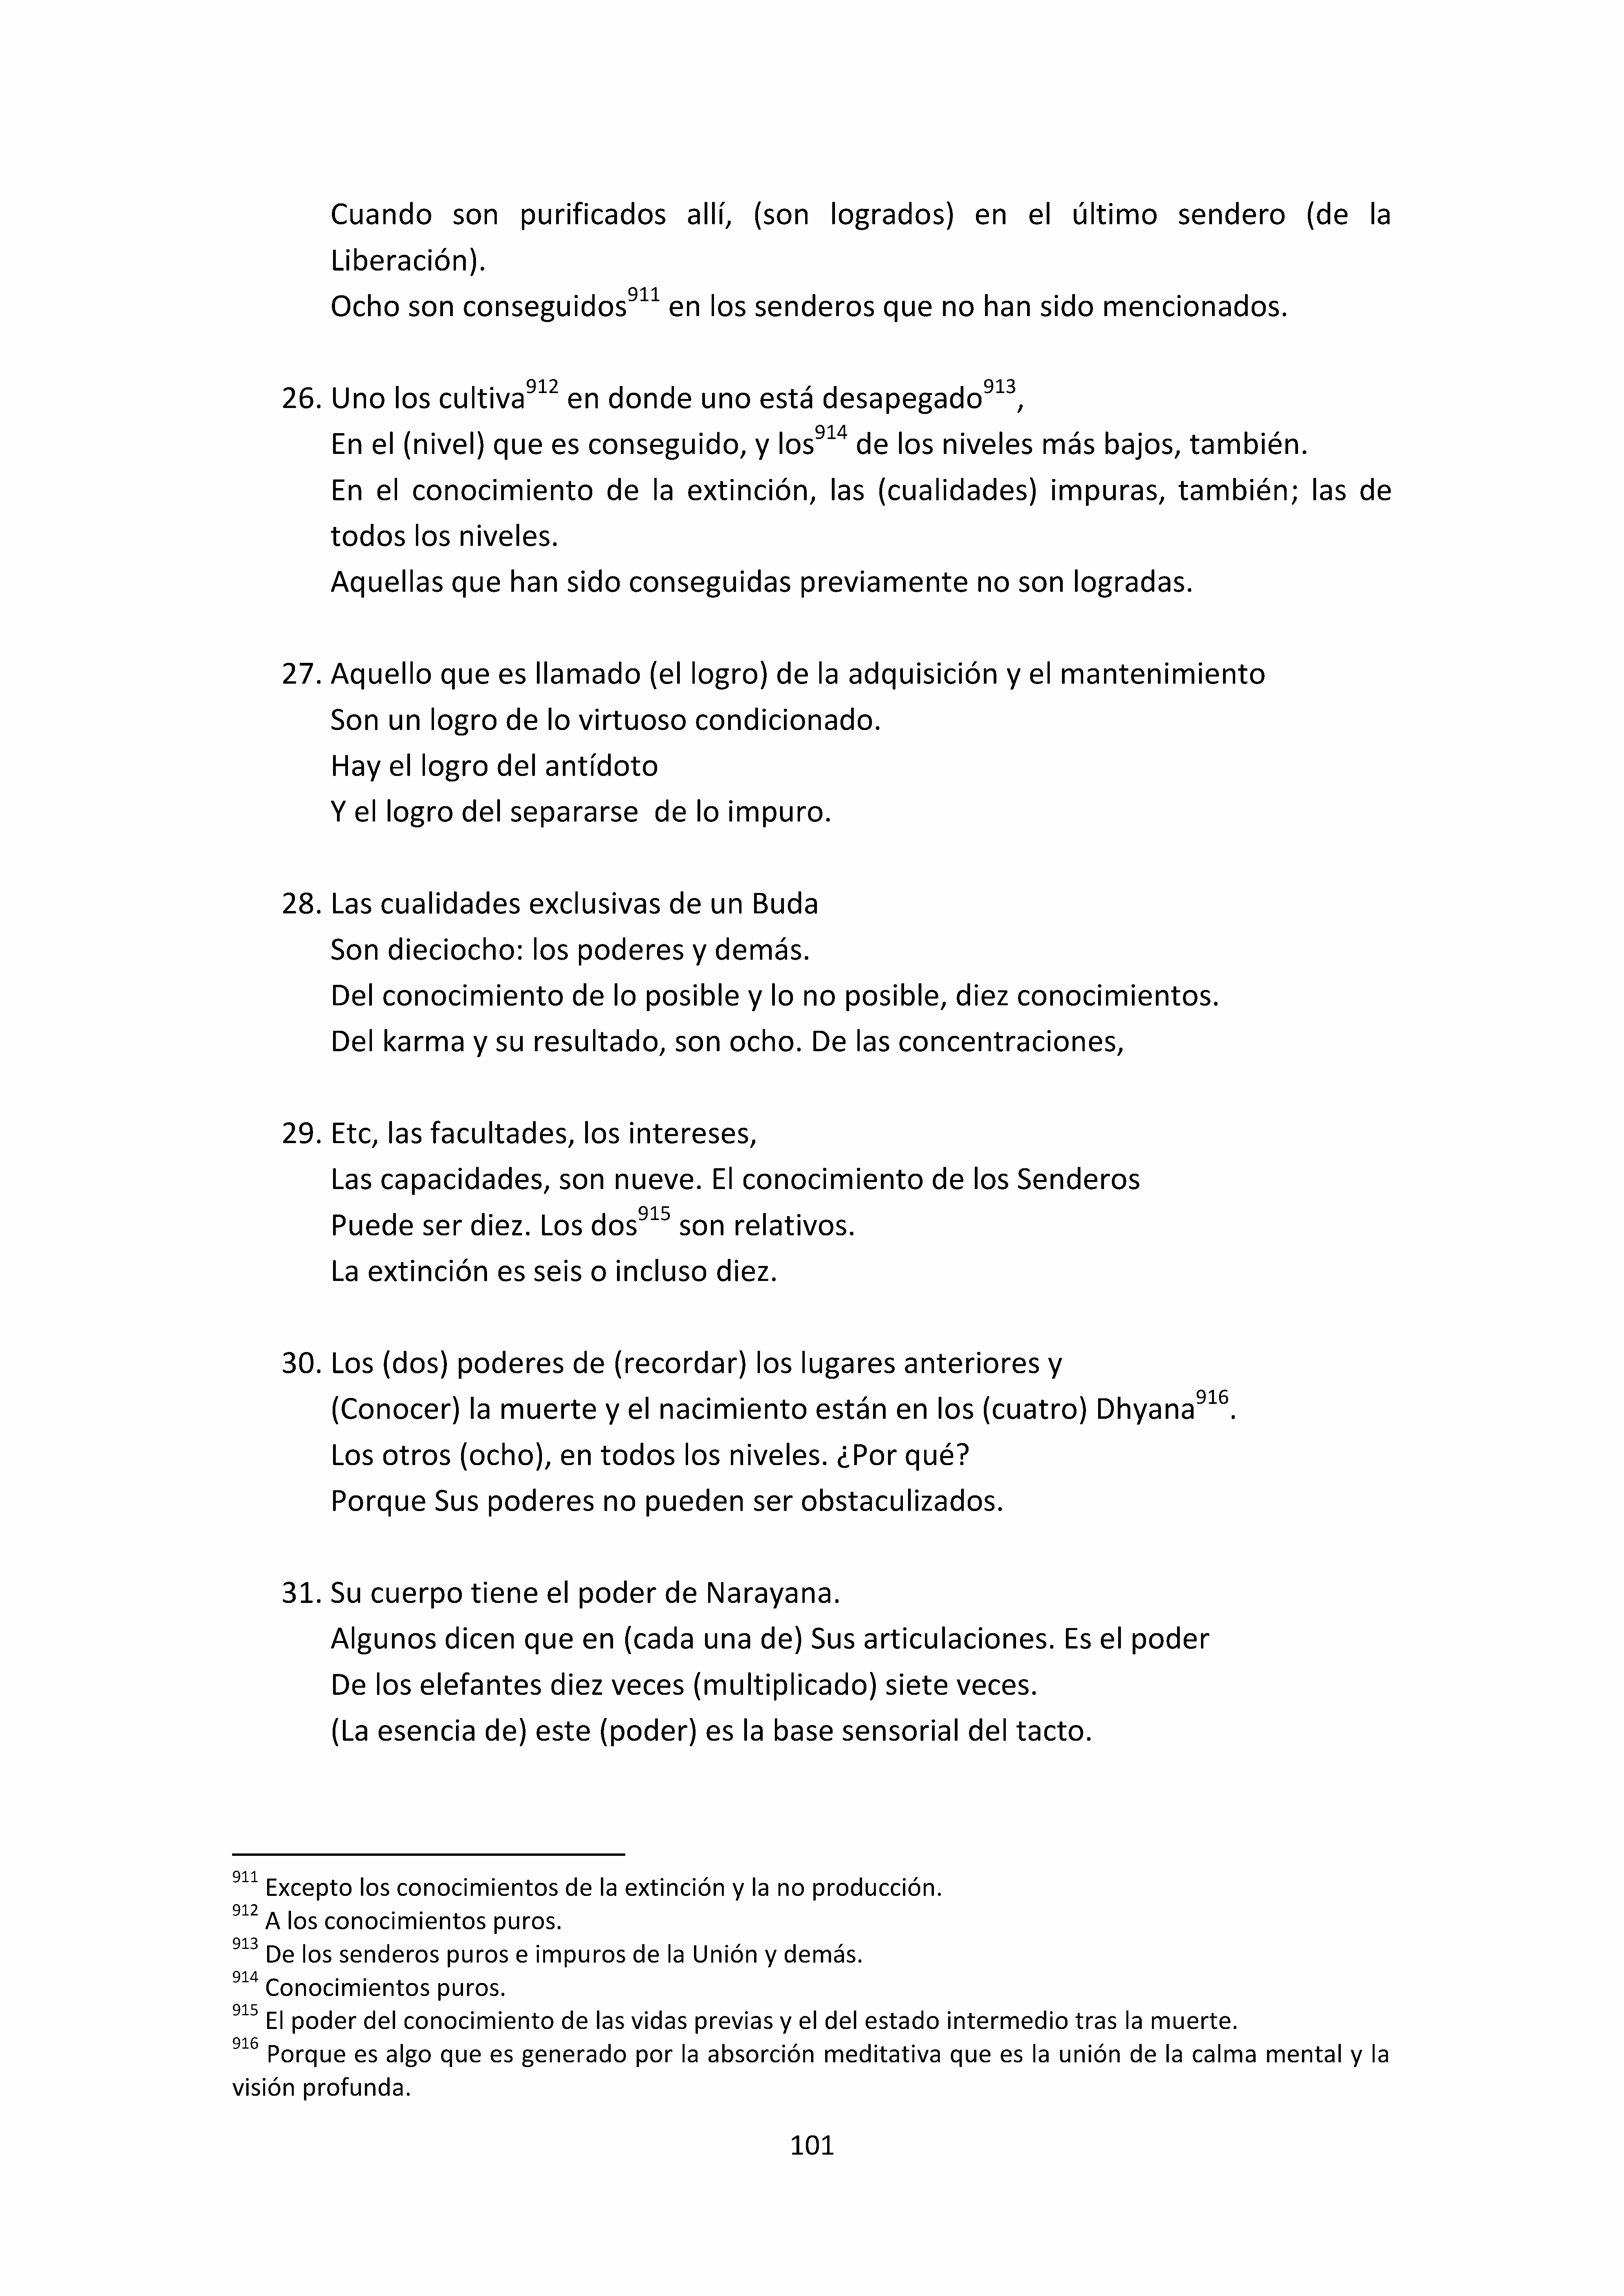 Cuando son purificados allí, (son logrados) en el último sendero (de la
Liberación).
Ocho son conseguidos911 en los senderos que no han sido mencionados.
26. Uno los cultiva912 en donde uno está desapegado913,
En el (nivel) que es conseguido, y los914 de los niveles más bajos, también.
En el conocimiento de la extinción, las (cualidades) impuras, también; las de
todos los niveles.
Aquellas que han sido conseguidas previamente no son logradas.
27. Aquello que es llamado (el logro) de la adquisición y el mantenimiento
Son un logro de lo virtuoso condicionado.
Hay el logro del antídoto
Y el logro del separarse  de lo impuro.
28. Las cualidades exclusivas de un Buda
Son dieciocho: los poderes y demás.
Del conocimiento de lo posible y lo no posible, diez conocimientos.
Del karma y su resultado, son ocho. De las concentraciones,
29. Etc, las facultades, los intereses,
Las capacidades, son nueve. El conocimiento de los Senderos
Puede ser diez. Los dos915 son relativos.
La extinción es seis o incluso diez.
30. Los (dos) poderes de (recordar) los lugares anteriores y
(Conocer) la muerte y el nacimiento están en los (cuatro) Dhyana916.
Los otros (ocho), en todos los niveles. ¿Por qué?
Porque Sus poderes no pueden ser obstaculizados.
31. Su cuerpo tiene el poder de Narayana.
Algunos dicen que en (cada una de) Sus articulaciones. Es el poder
De los elefantes diez veces (multiplicado) siete veces.
(La esencia de) este (poder) es la base sensorial del tacto.
911 Excepto los conocimientos de la extinción y la no producción.
912 A los conocimientos puros.
913 De los senderos puros e impuros de la Unión y demás.
914 Conocimientos puros.
915 El poder del conocimiento de las vidas previas y el del estado intermedio tras la muerte.
916 Porque es algo que es generado por la absorción meditativa que es la unión de la calma mental y la
visión profunda.
101